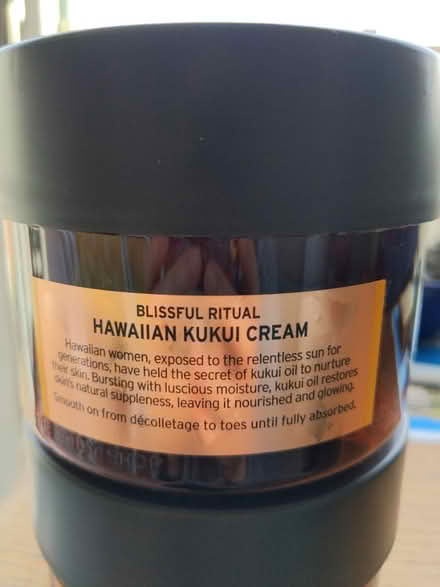 BLISSFUL RITUAL
HAWAIIAN KUKUI CREAM
Hawaiian women, exposed to the relentless sun for
generations, have held the secret of kukui oil to nurture
their skin. Bursting with luscious moisture, kukui oil restores
skin's natural suppleness, leaving it nourished and glowing.
Smooth on from décolletage to toes until fully absorbed.